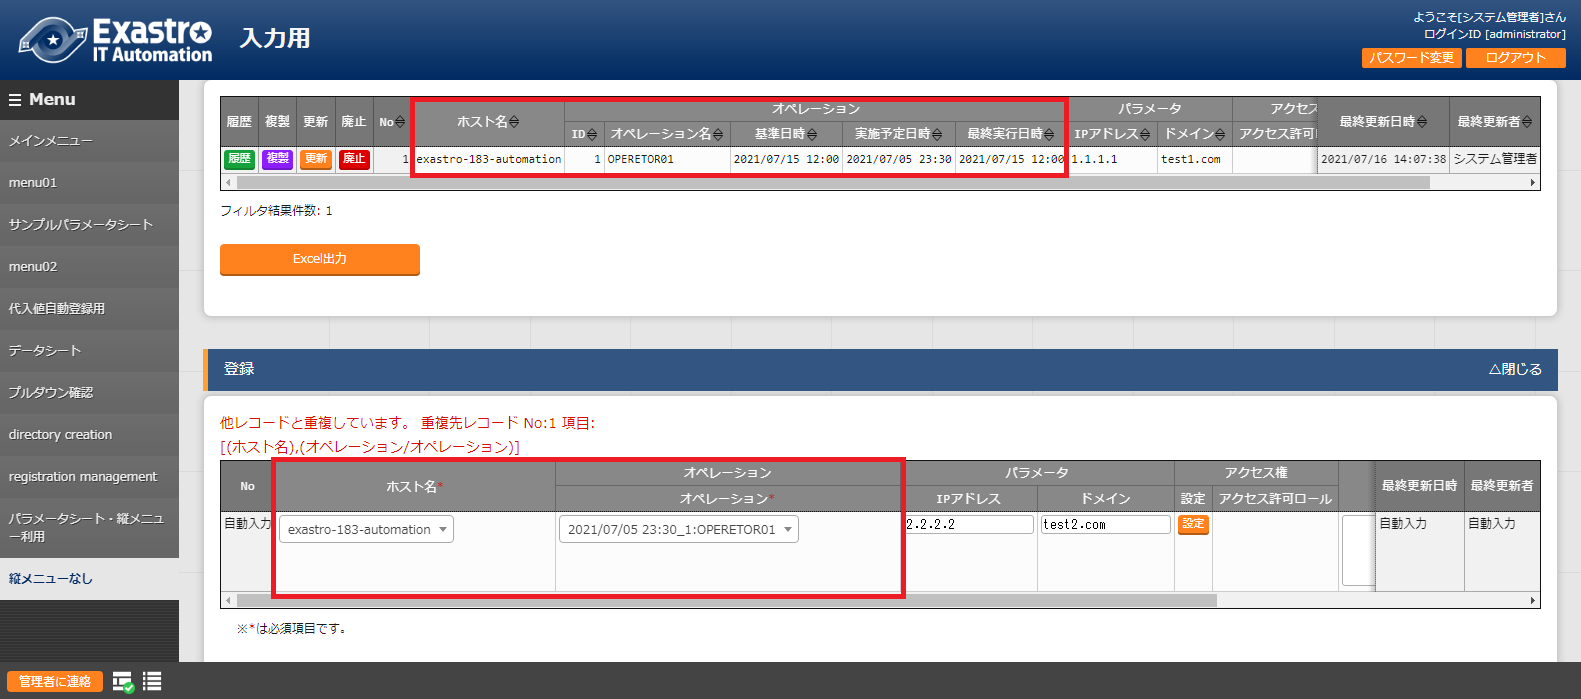 Exastro
IT Automation
入力用
ようこそ[システム管理者]さん
ログインID [administrator]
パスワード変更 ログアウト
Menu
メインメニュー
menu01
サンプルパラメータシート
menu02
代入値自動登録用
データシート
プルダウン確認
directory creation
registration management
パラメータシート・縦メニュ
ー利用
縦メニューなし
管理者に連絡
履歴 複製 更新 廃止 No ホスト名 オペレーション パラメータ アクセス 最終更新日時 最終更新者
ID オペレーション名 基準日時 実施予定日時 最終実行日時 IPアドレス ドメイン アクセス許可
履歴 複製 更新 廃止 1 exastro-183-automation 1 OPERETOR01 2021/07/15 12:00 2021/07/05 23:30 2021/07/15 12:00 1.1.1.1 test1.com 2021/07/16 14:07:38 システム管理者
フィルタ結果件数: 1
Excel出力
登録 △閉じる
他レコードと重複しています。 重複先レコード No:1 項目:
[(ホスト名),(オペレーション/オペレーション)]
No ホスト名* オペレーション パラメータ アクセス権 最終更新日時 最終更新者
オペレーション* IPアドレス ドメイン 設定 アクセス許可ロール
自動入力 exastro-183-automation 2021/07/05 23:30_1:OPERETOR01 2.2.2.2 test2.com 設定 自動入力 自動入力
※*は必須項目です。